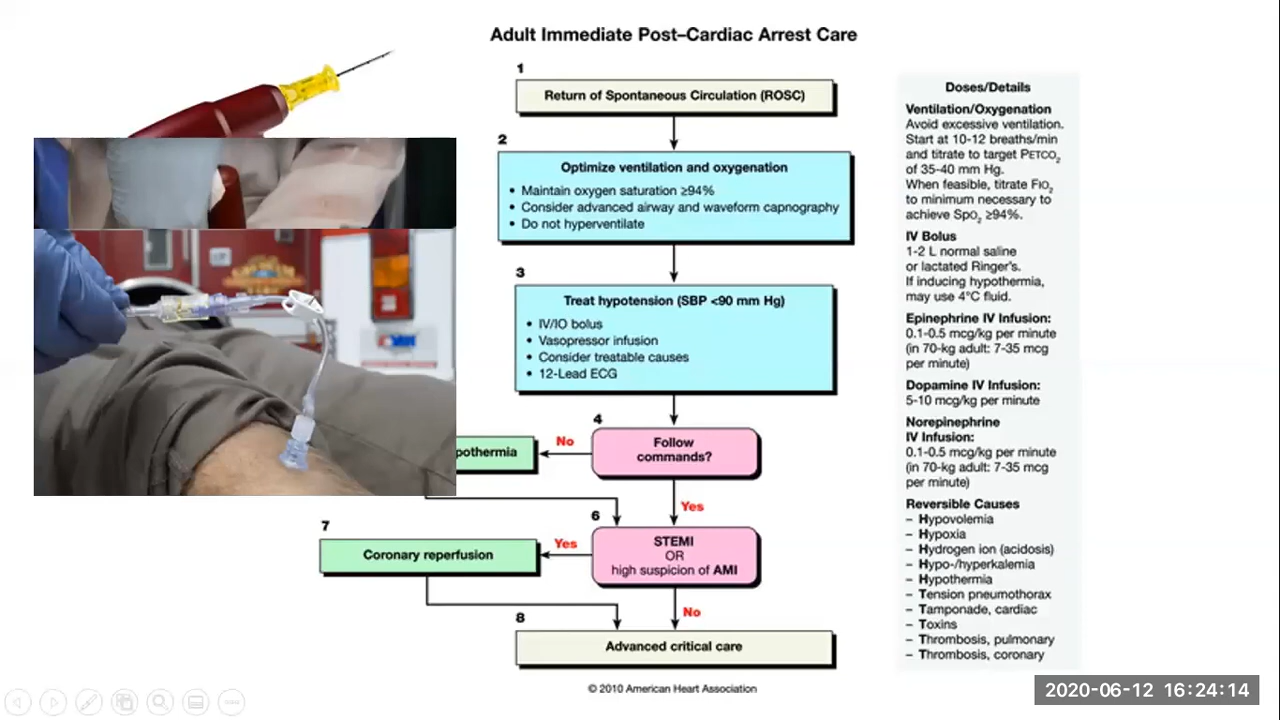 Adult Immediate Post–Cardiac Arrest Care
1
Return of Spontaneous Circulation (ROSC)
2
Optimize ventilation and oxygenation
• Maintain oxygen saturation ≥94%
• Consider advanced airway and waveform capnography
• Do not hyperventilate
3
Treat hypotension (SBP <90 mm Hg)
• IV/IO bolus
• Vasopressor infusion
• Consider treatable causes
• 12-Lead ECG
4
Follow
commands?
No
pothermia
Yes
6
STEMI
OR
high suspicion of AMI
Yes
7
Coronary reperfusion
No
8
Advanced critical care
© 2010 American Heart Association
Doses/Details
Ventilation/Oxygenation
Avoid excessive ventilation.
Start at 10-12 breaths/min
and titrate to target PETCO2
of 35-40 mm Hg.
When feasible, titrate FIO2
to minimum necessary to
achieve SpO2 ≥94%.
IV Bolus
1-2 L normal saline
or lactated Ringer's.
If inducing hypothermia,
may use 4°C fluid.
Epinephrine IV Infusion:
0.1-0.5 mcg/kg per minute
(in 70-kg adult: 7-35 mcg
per minute)
Dopamine IV Infusion:
5-10 mcg/kg per minute
Norepinephrine
IV Infusion:
0.1-0.5 mcg/kg per minute
(in 70-kg adult: 7-35 mcg
per minute)
Reversible Causes
– Hypovolemia
– Hypoxia
– Hydrogen ion (acidosis)
– Hypo-/hyperkalemia
– Hypothermia
– Tension pneumothorax
– Tamponade, cardiac
– Toxins
– Thrombosis, pulmonary
– Thrombosis, coronary
2020-06-12 16:24:14